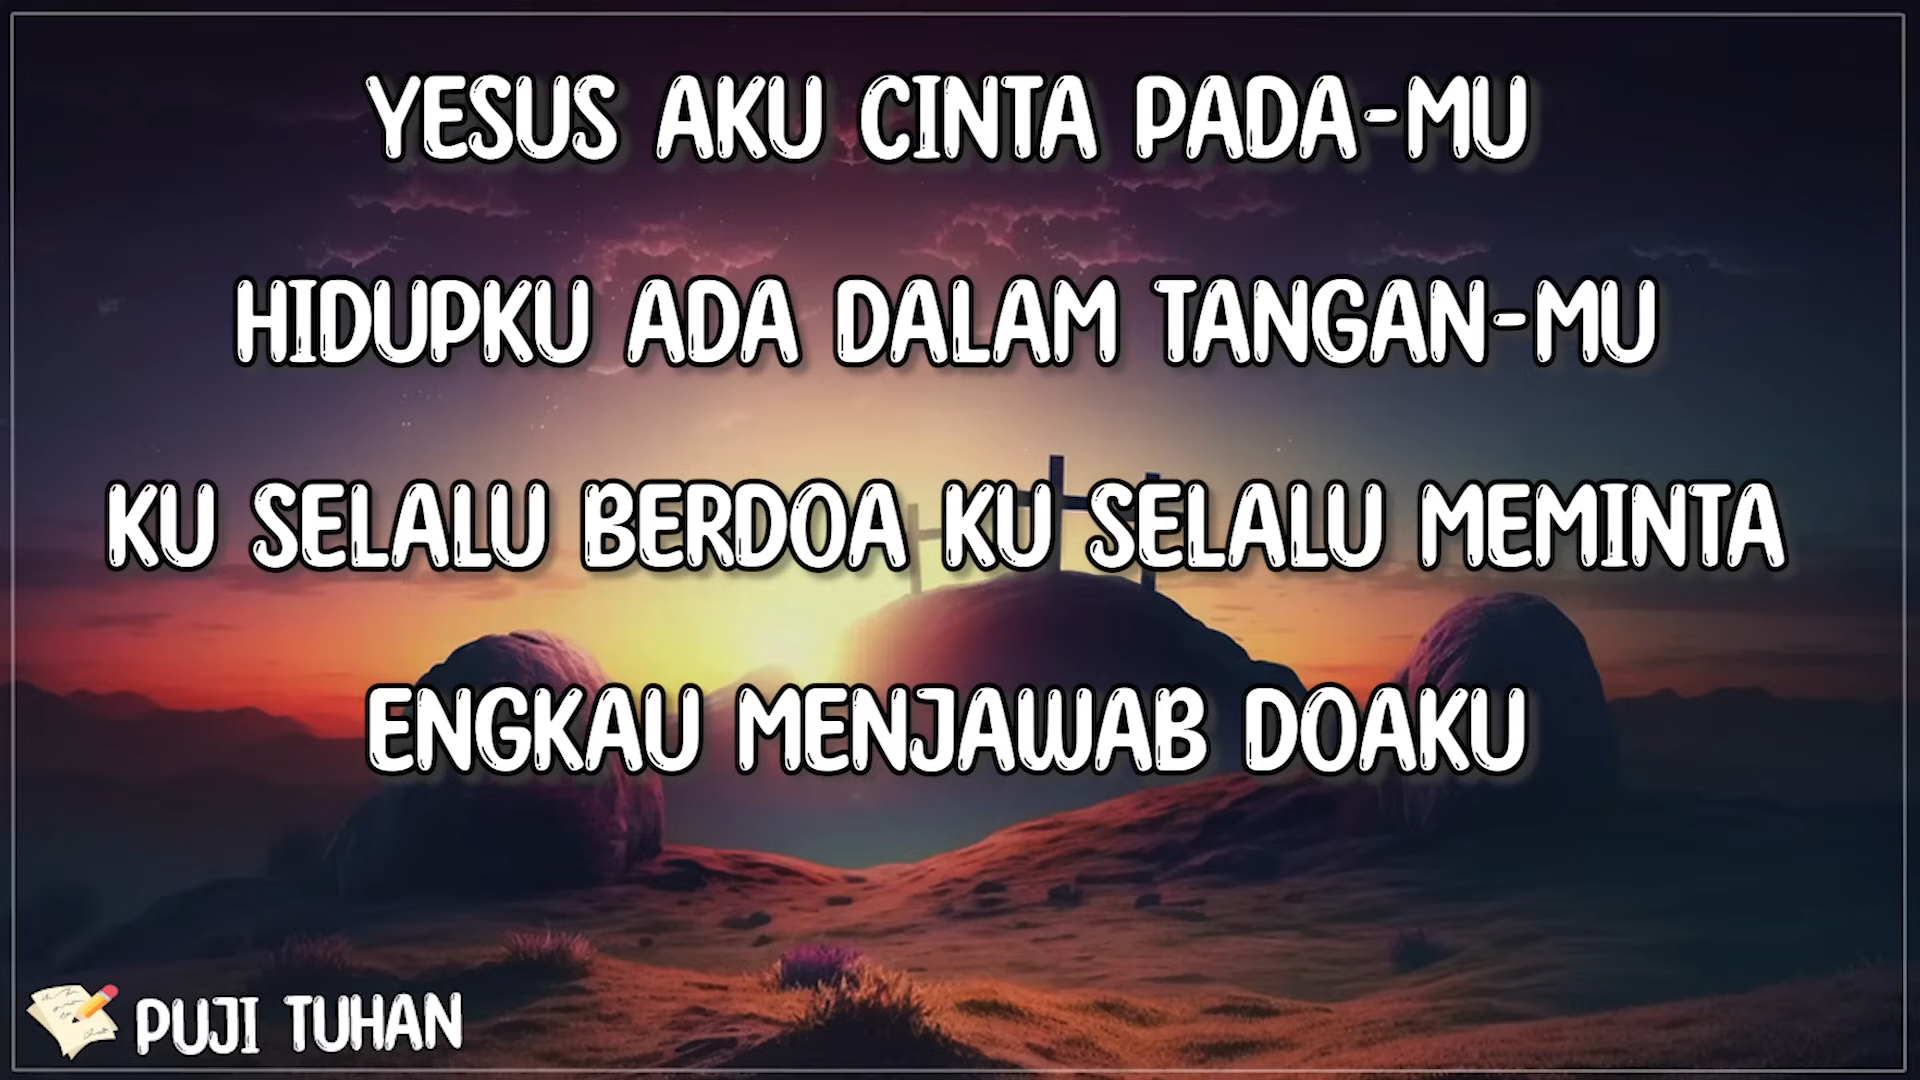 YESUS AKU CINTA PADA-MU
HIDUPKU ADA DALAM TANGAN-MU
KU SELALU BERDOA KU SELALU MEMINTA
ENGKAU MENJAWAB DOAKU
PUJI TUHAN